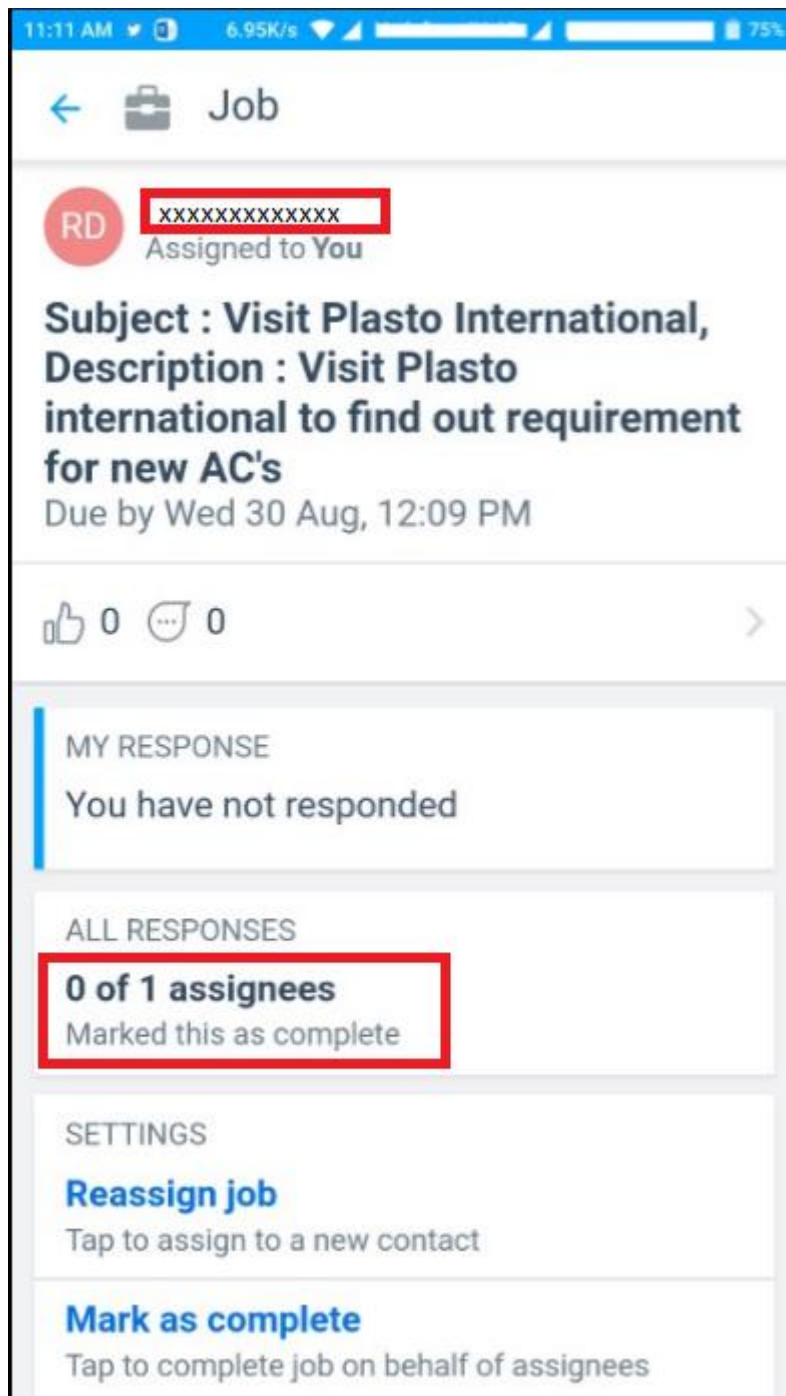 11:11 AM 6.95K/s 75%
Job
RD
xxxxxxxxxxxxx
Assigned to You
Subject : Visit Plasto International,
Description : Visit Plasto
international to find out requirement
for new AC's
Due by Wed 30 Aug, 12:09 PM
0 0
MY RESPONSE
You have not responded
ALL RESPONSES
0 of 1 assignees
Marked this as complete
SETTINGS
Reassign job
Tap to assign to a new contact
Mark as complete
Tap to complete job on behalf of assignees